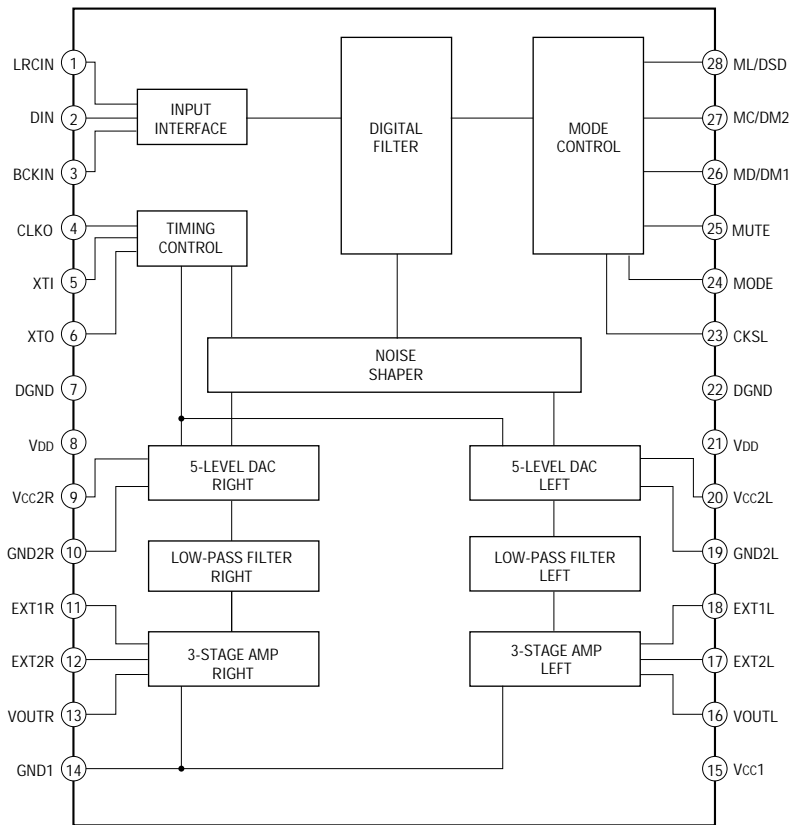 LRCIN 1
DIN 2
BCKIN 3
CLKO 4
XTI 5
XTO 6
DGND 7
VDD 8
VCC2R 9
GND2R 10
EXT1R 11
EXT2R 12
VOUTR 13
GND1 14
INPUT
INTERFACE
TIMING
CONTROL
DIGITAL
FILTER
MODE
CONTROL
NOISE
SHAPER
5-LEVEL DAC
RIGHT
5-LEVEL DAC
LEFT
LOW-PASS FILTER
RIGHT
LOW-PASS FILTER
LEFT
3-STAGE AMP
RIGHT
3-STAGE AMP
LEFT
28 ML/DSD
27 MC/DM2
26 MD/DM1
25 MUTE
24 MODE
23 CKSL
22 DGND
21 VDD
20 VCC2L
19 GND2L
18 EXT1L
17 EXT2L
16 VOUTL
15 VCC1